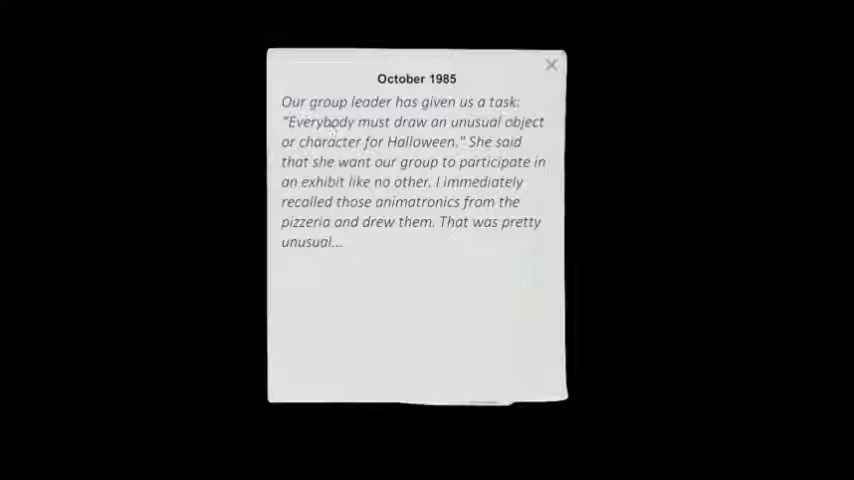 October 1985
Our group leader has given us a task:
"Everybody must draw an unusual object
or character for Halloween." She said
that she want our group to participate in
an exhibit like no other. I immediately
recalled those animatronics from the
pizzeria and drew them. That was pretty
unusual...